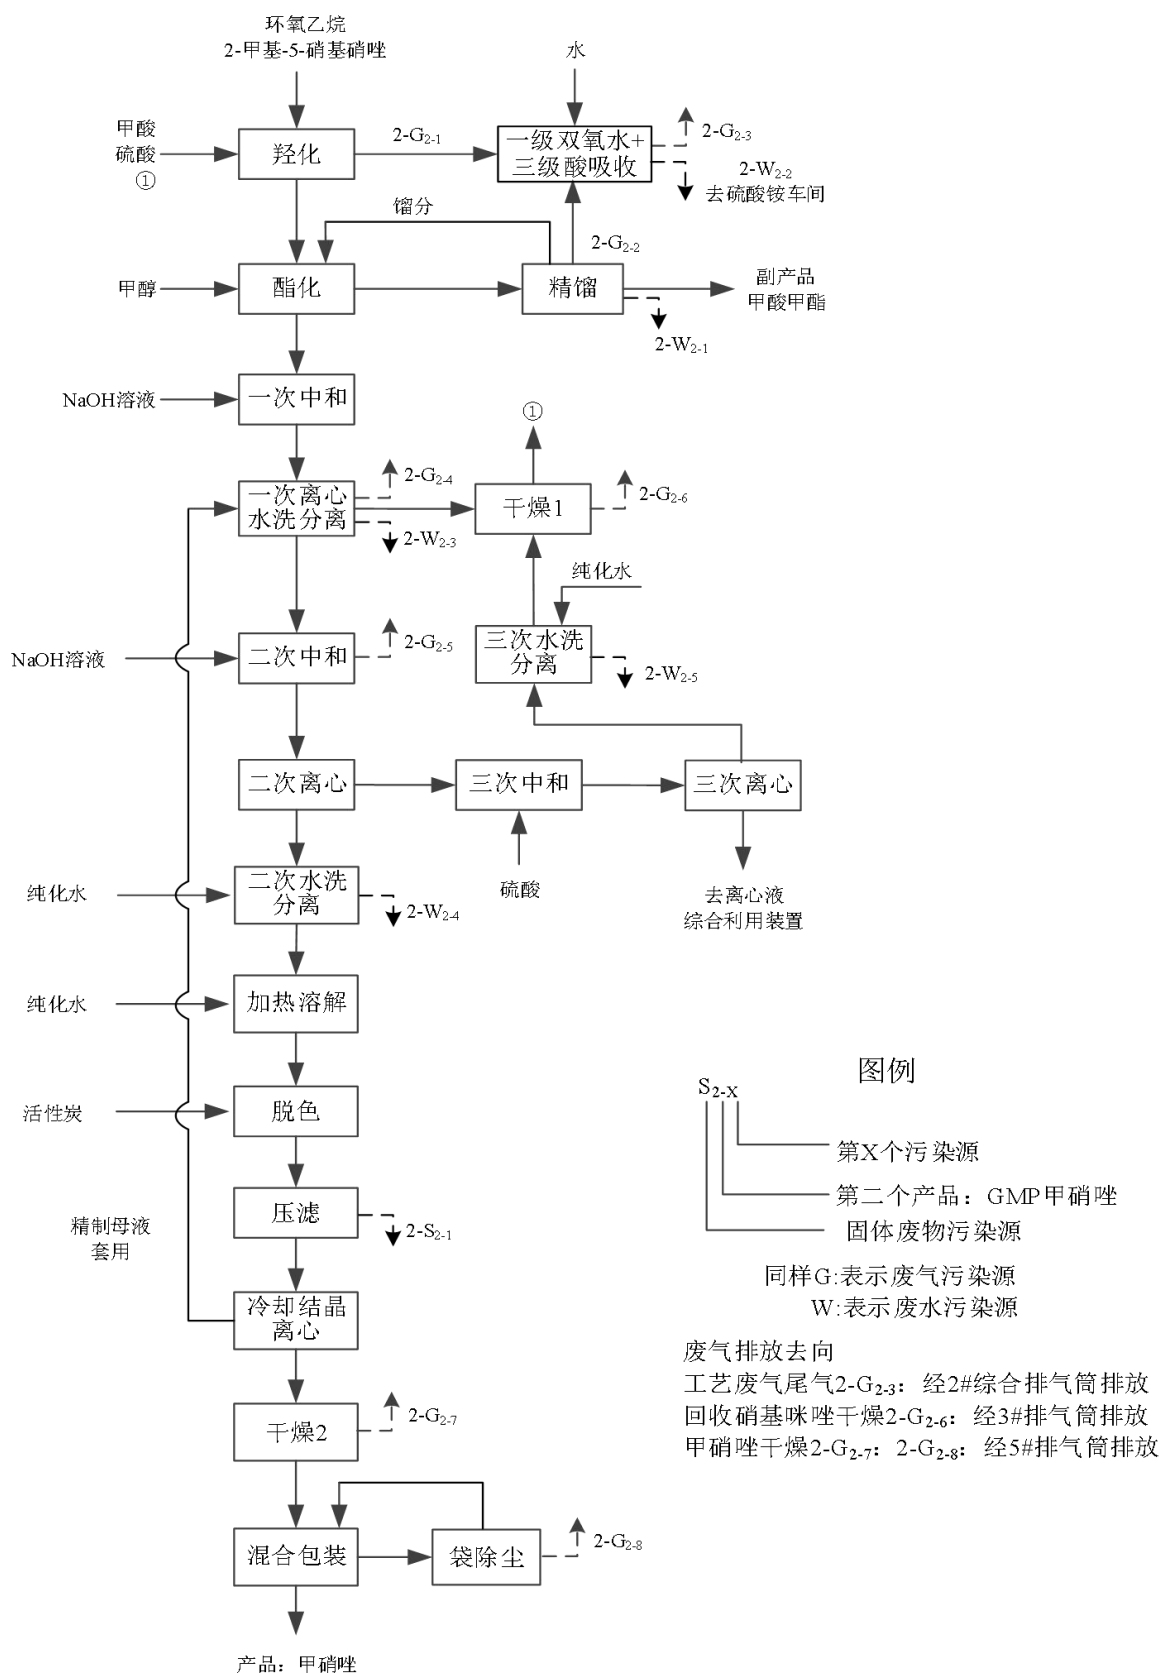 环氧乙烷
2-甲基-5-硝基硝唑
水
甲酸
硫酸
①
羟化
2-G2-1
一级双氧水+
三级酸吸收
2-G2-3
2-W2-2
去硫酸铵车间
馏分
2-G2-2
甲醇
酯化
精馏
副产品
甲酸甲酯
2-W2-1
NaOH溶液
一次中和
①
一次离心
水洗分离
2-G2-4
2-W2-3
干燥1
2-G2-6
纯化水
NaOH溶液
二次中和
2-G2-5
三次水洗
分离
2-W2-5
二次离心
三次中和
三次离心
硫酸
去离心液
综合利用装置
纯化水
二次水洗
分离
2-W2-4
纯化水
加热溶解
活性炭
脱色
压滤
2-S2-1
精制母液
套用
冷却结晶
离心
干燥2
2-G2-7
混合包装
袋除尘
2-G2-8
产品：甲硝唑
图例
S2-X
第X个污染源
第二个产品：GMP甲硝唑
固体废物污染源
同样G:表示废气污染源
W:表示废水污染源
废气排放去向
工艺废气尾气2-G2-3：经2#综合排气筒排放
回收硝基咪唑干燥2-G2-6：经3#排气筒排放
甲硝唑干燥2-G2-7：2-G2-8：经5#排气筒排放